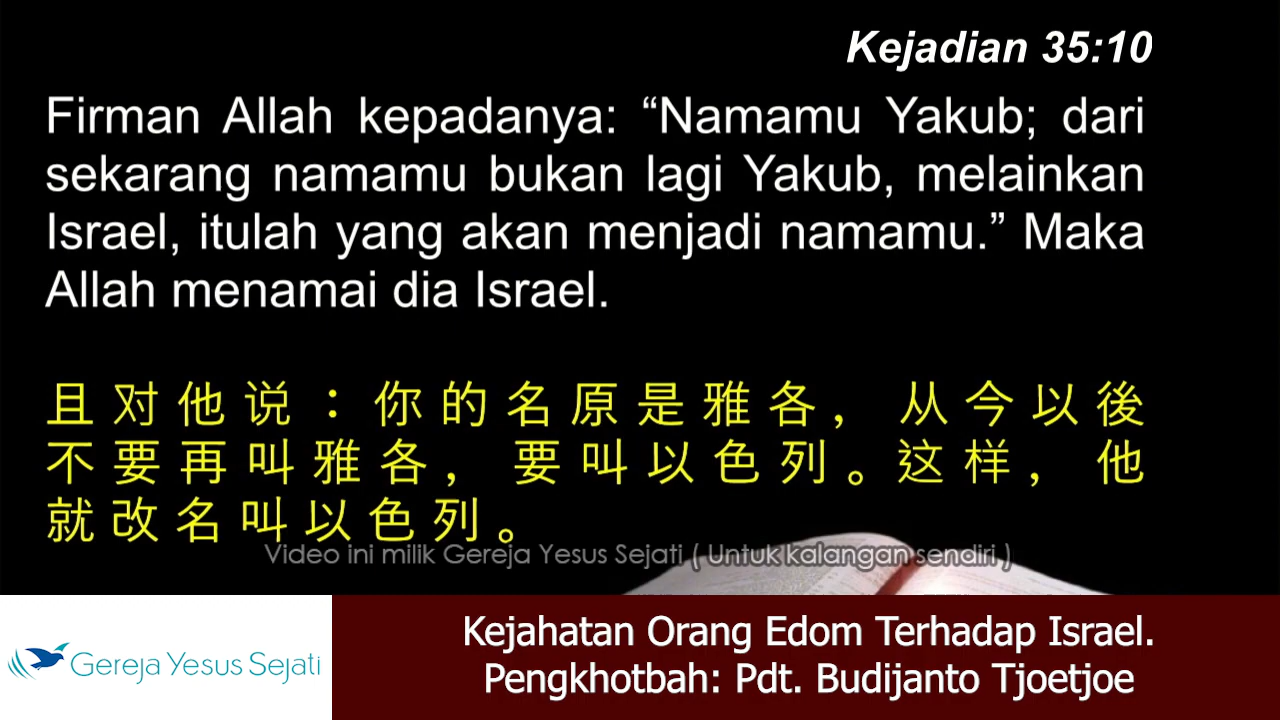 Kejadian 35:10
Firman Allah kepadanya: “Namamu Yakub; dari
sekarang namamu bukan lagi Yakub, melainkan
Israel, itulah yang akan menjadi namamu.” Maka
Allah menamai dia Israel.
且对他说：你的名原是雅各，从今以後
不要再叫雅各，要叫以色列。这样，他
就改名叫以色列。
Video ini milik Gereja Yesus Sejati ( Untuk kalangan sendiri )
Gereja Yesus Sejati
Kejahatan Orang Edom Terhadap Israel.
Pengkhotbah: Pdt. Budijanto Tjoetjoe